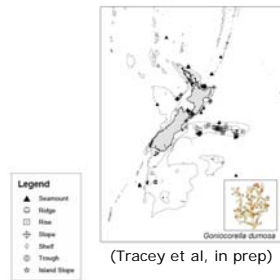 Legend
Seamount
Ridge
Rise
Slope
Shelf
Trough
Island Slope
Goniocorella dumosa
(Tracey et al, in prep)